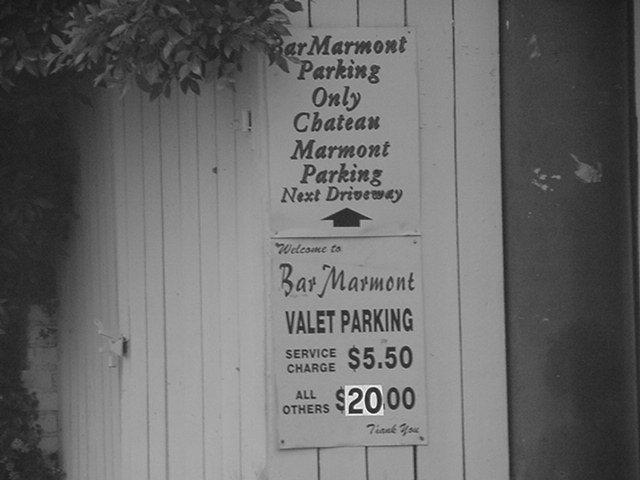 Bar Marmont
Parking
Only
Chateau
Marmont
Parking
Next Driveway
Welcome to
Bar Marmont
VALET PARKING
SERVICE CHARGE $5.50
ALL OTHERS $20.00
Thank You